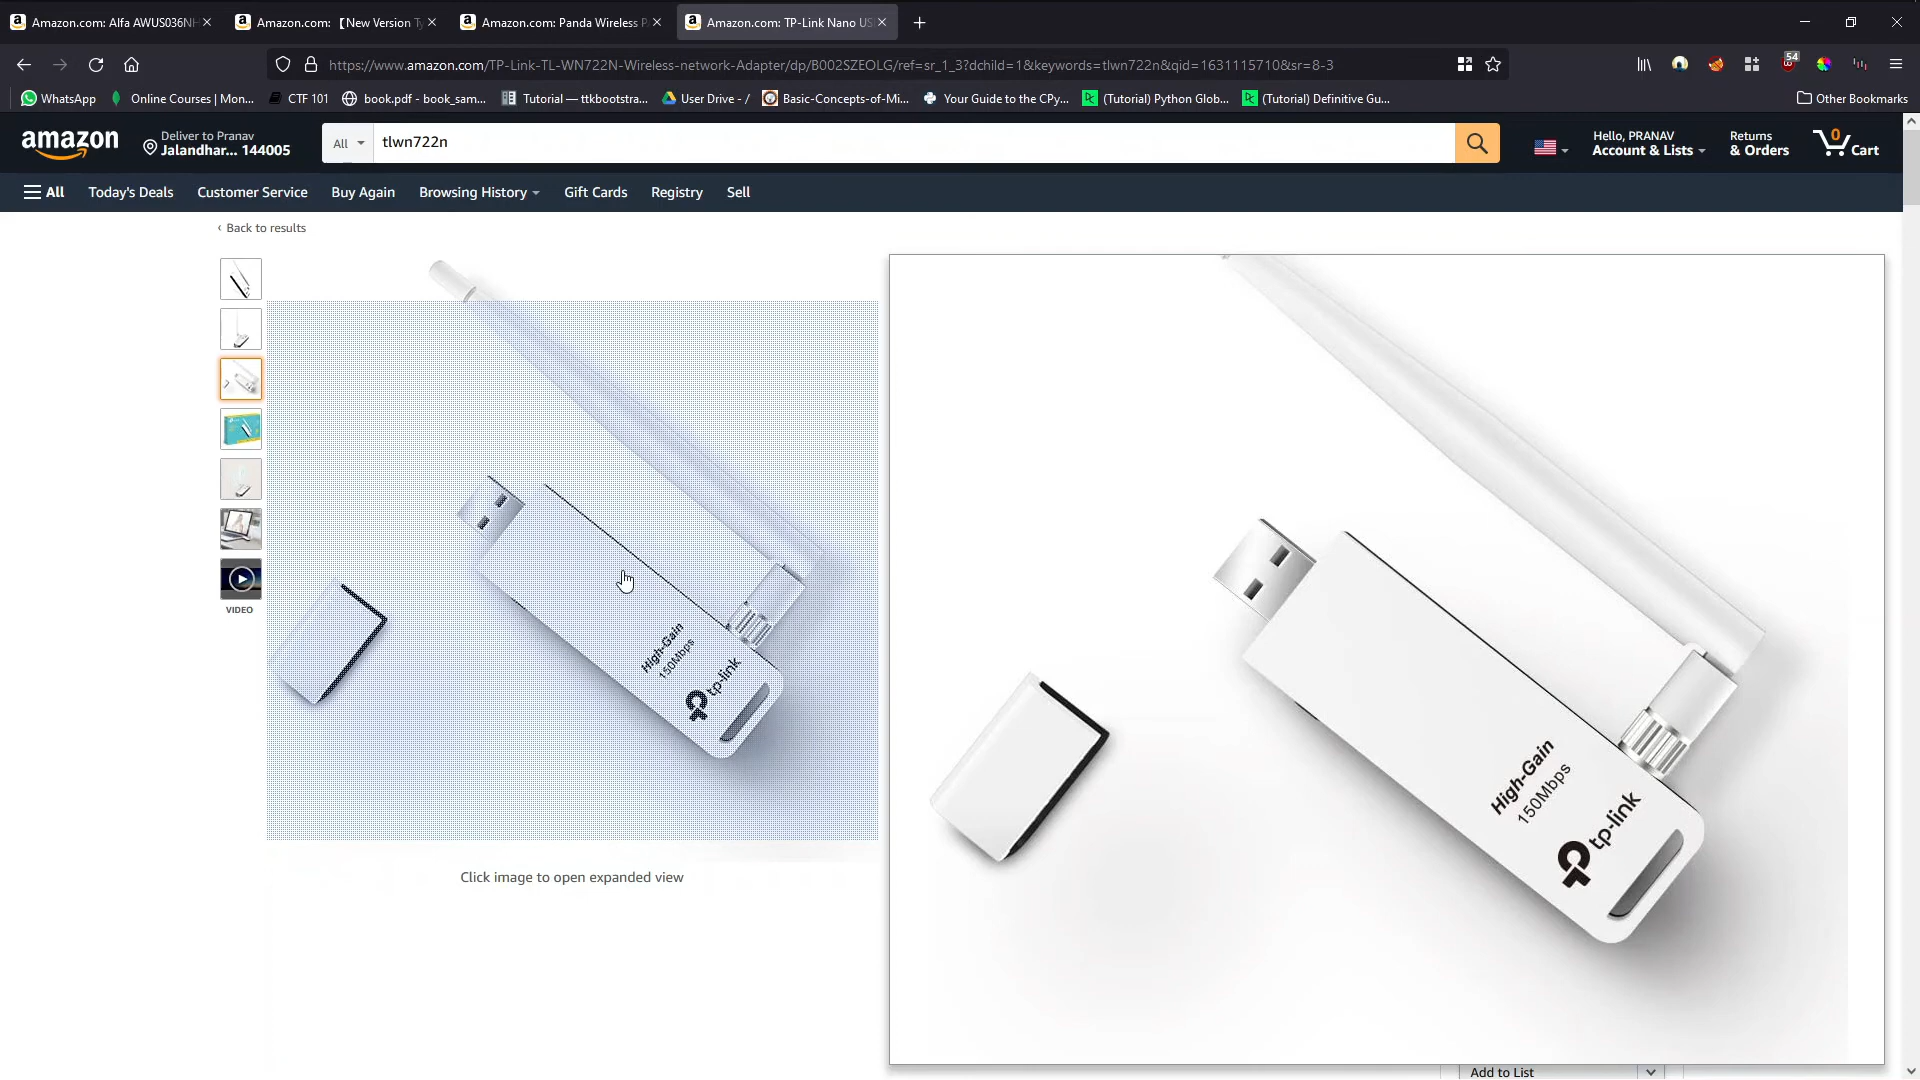 Amazon.com: Alfa AWUS036NH
Amazon.com: 【New Version Ty
Amazon.com: Panda Wireless P
Amazon.com: TP-Link Nano US
https://www.amazon.com/TP-Link-TL-WN722N-Wireless-network-Adapter/dp/B002SZEOLG/ref=sr_1_3?dchild=1&keywords=tlwn722n&qid=1631115710&sr=8-3
54
WhatsApp
Online Courses | Mon...
CTF 101
book.pdf - book_sam...
Tutorial — ttkbootstra...
User Drive - /
Basic-Concepts-of-Mi...
Your Guide to the CPy...
(Tutorial) Python Glob...
(Tutorial) Definitive Gu...
Other Bookmarks
amazon
Deliver to Pranav
Jalandhar... 144005
All
tlwn722n
Hello, PRANAV
Account & Lists
Returns
& Orders
0
Cart
All
Today's Deals
Customer Service
Buy Again
Browsing History
Gift Cards
Registry
Sell
‹ Back to results
VIDEO
High-Gain
150Mbps
tp-link
Click image to open expanded view
High-Gain
150Mbps
tp-link
Add to List